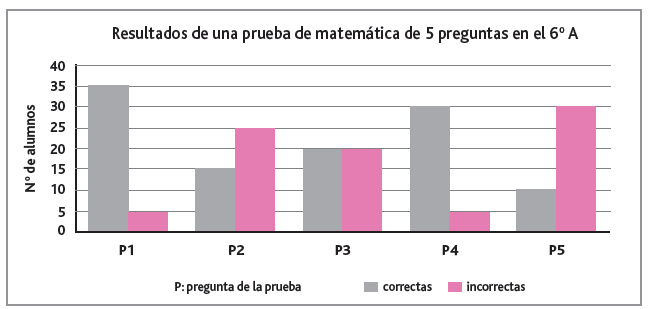 Resultados de una prueba de matemática de 5 preguntas en el 6º A
Nº de alumnos
40
35
30
25
20
15
10
5
0
P1 P2 P3 P4 P5
P: pregunta de la prueba correctas incorrectas